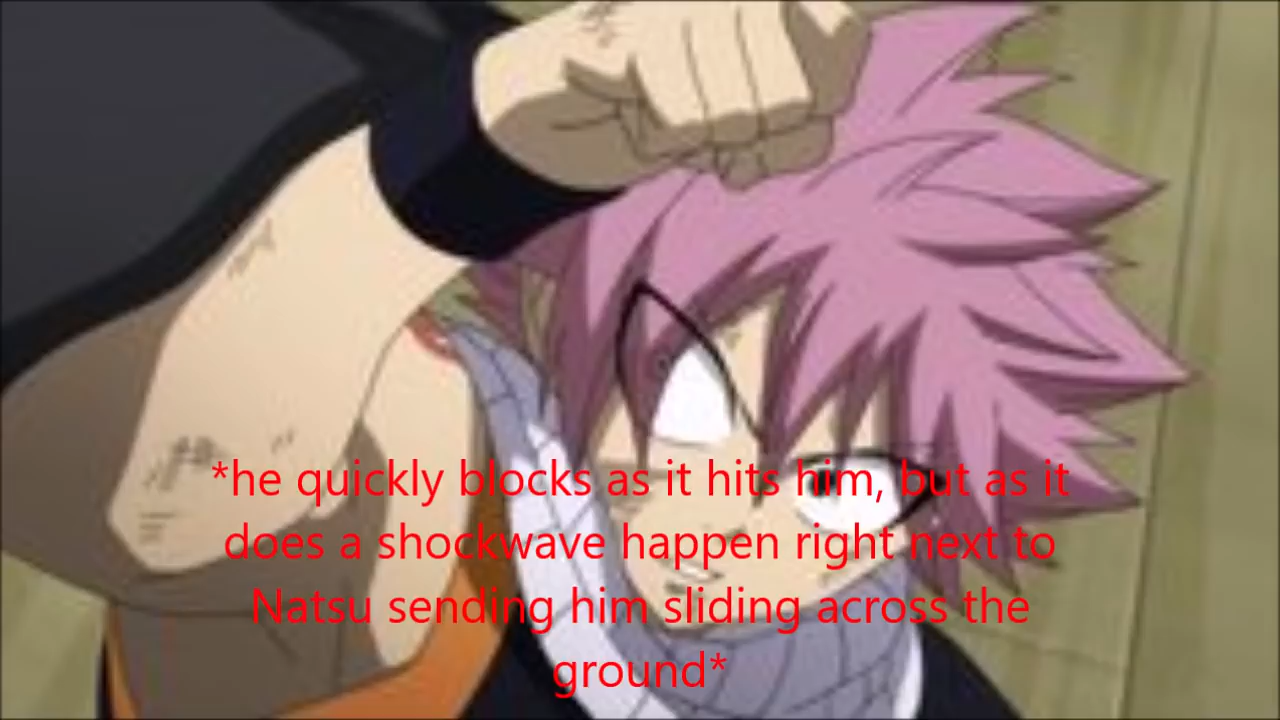 *he quickly blocks as it hits him, but as it
does a shockwave happen right next to
Natsu sending him sliding across the
ground*